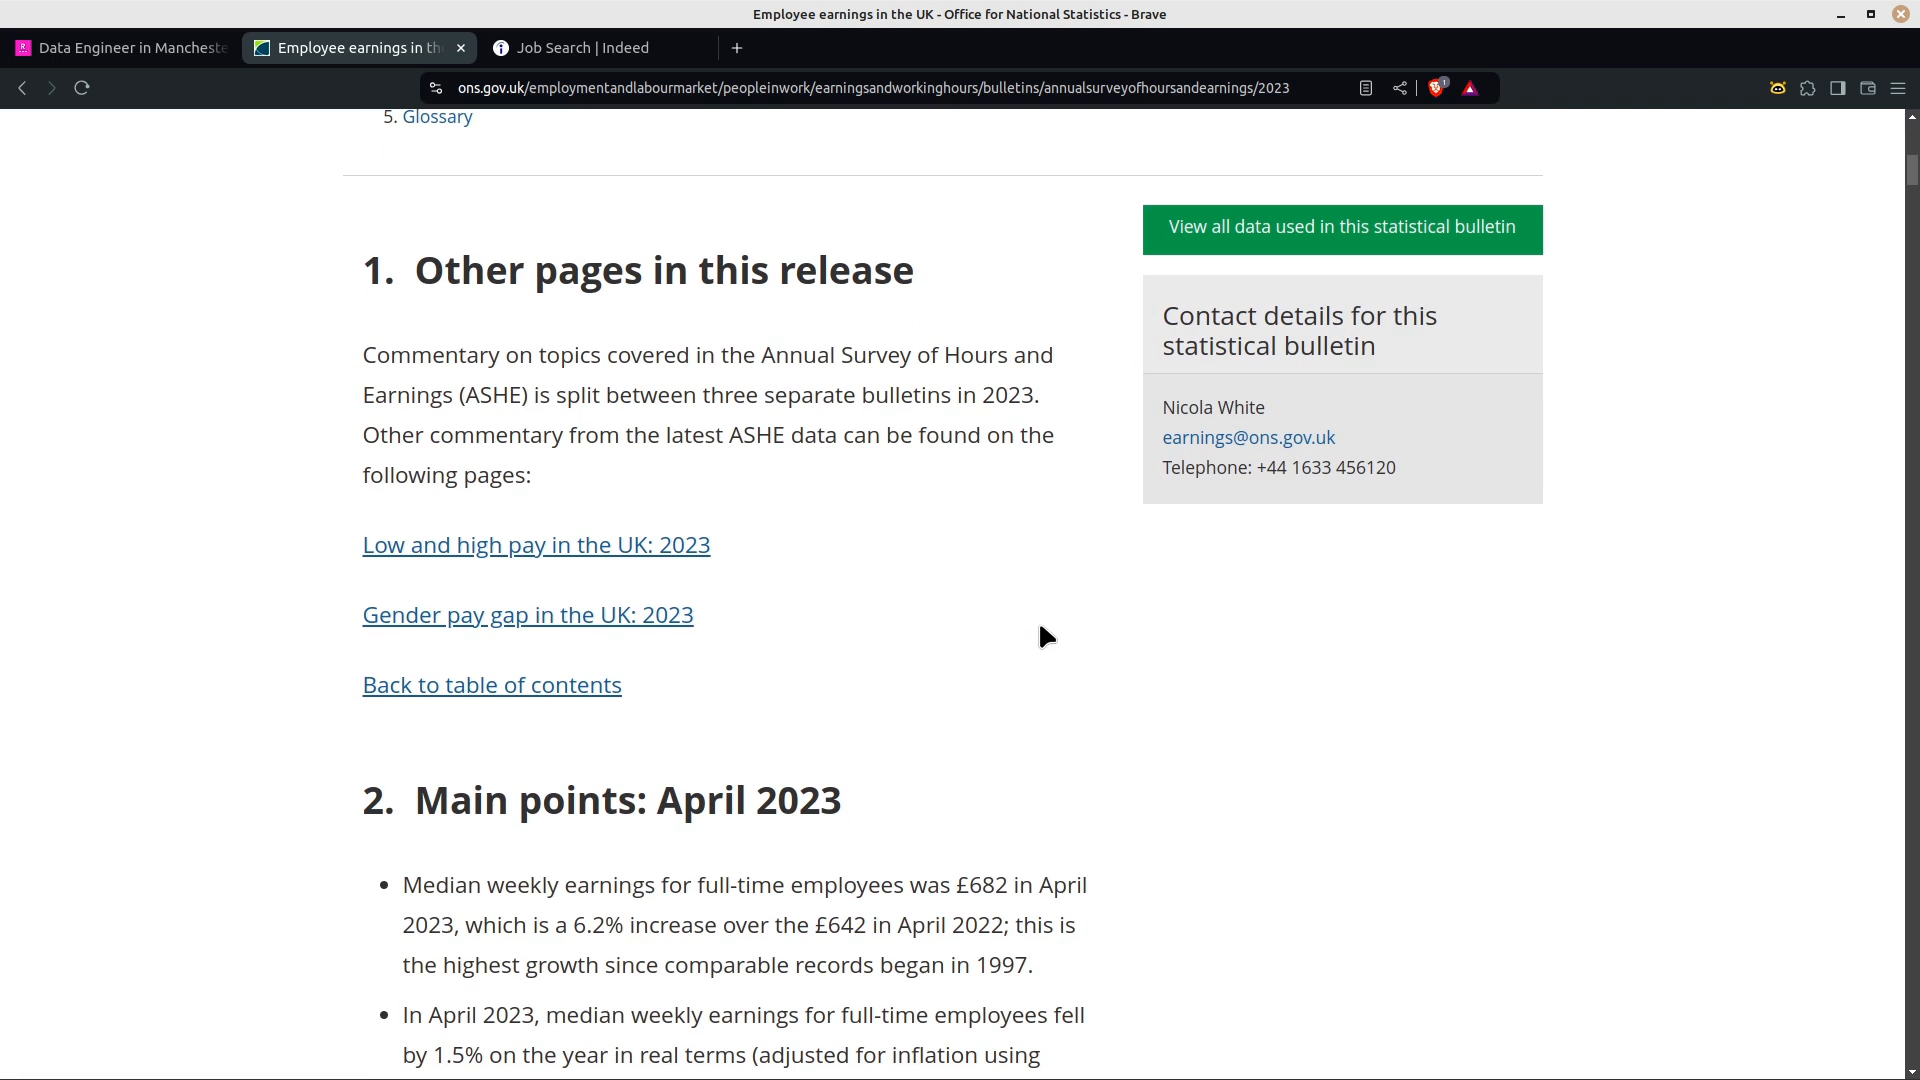 Employee earnings in the UK - Office for National Statistics - Brave
Data Engineer in Mancheste
Employee earnings in th
Job Search | Indeed
ons.gov.uk/employmentandlabourmarket/peopleinwork/earningsandworkinghours/bulletins/annualsurveyofhoursandearnings/2023
1
5. Glossary
View all data used in this statistical bulletin
1. Other pages in this release
Contact details for this
statistical bulletin
Commentary on topics covered in the Annual Survey of Hours and
Earnings (ASHE) is split between three separate bulletins in 2023.
Other commentary from the latest ASHE data can be found on the
following pages:
Nicola White
earnings@ons.gov.uk
Telephone: +44 1633 456120
Low and high pay in the UK: 2023
Gender pay gap in the UK: 2023
Back to table of contents
2. Main points: April 2023
• Median weekly earnings for full-time employees was £682 in April
2023, which is a 6.2% increase over the £642 in April 2022; this is
the highest growth since comparable records began in 1997.
• In April 2023, median weekly earnings for full-time employees fell
by 1.5% on the year in real terms (adjusted for inflation using